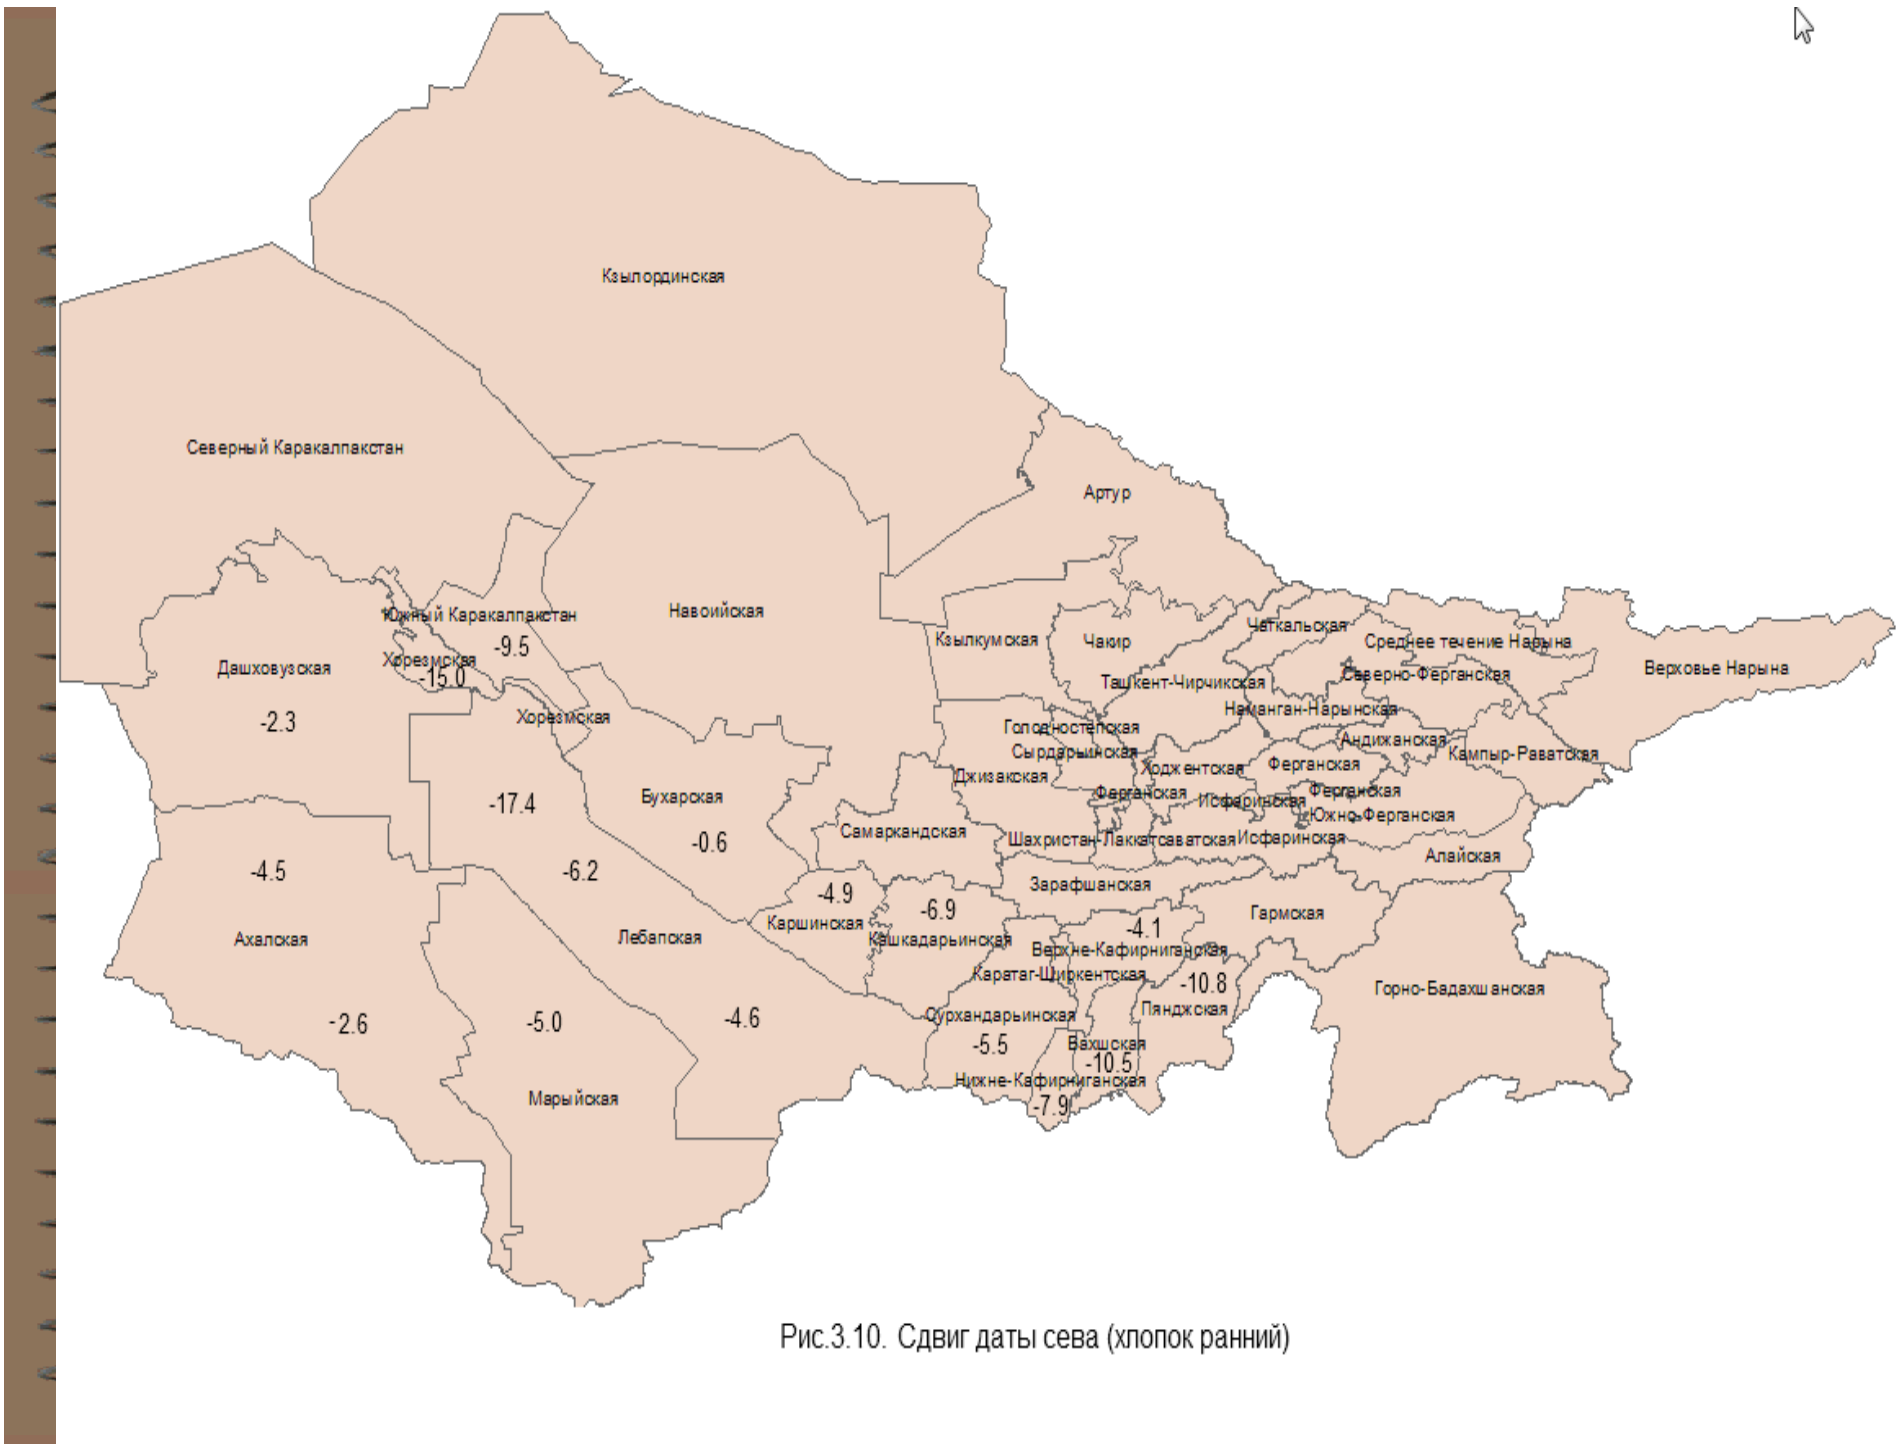 Кзылординская
Северный Каракалпакстан
Артур
Южный Каракалпакстан
-9.5
Навоийская
Кзылкумская
Чакир
Чаткальская
Среднее течение Нарына
Верховье Нарына
Дашховузская
-2.3
Хорезмская
-15.0
Ташкент-Чирчикская
Северно-Ферганская
Наманган-Нарынская
Хорезмская
Голодностепская
Сырдарьинская
Андижанская
Кампыр-Раватская
Джизакская
Ходжентская
Ферганская
Ферганская
Исфаринская
Ферганская
Южно-Ферганская
-17.4
Бухарская
-0.6
Самаркандская
Шахристан-Лаккатсаватская
Исфаринская
Алайская
-4.5
-6.2
-4.9
Каршинская
-6.9
Кашкадарьинская
Зарафшанская
Гармская
-4.1
Верхне-Кафирниганская
Ахалская
Лебапская
Каратаг-Ширкентская
-10.8
Пянджская
Горно-Бадахшанская
-2.6
-5.0
-4.6
Сурхандарьинская
-5.5
Вахшская
-10.5
Нижне-Кафирниганская
-7.9
Марыйская
Рис.3.10. Сдвиг даты сева (хлопок ранний)